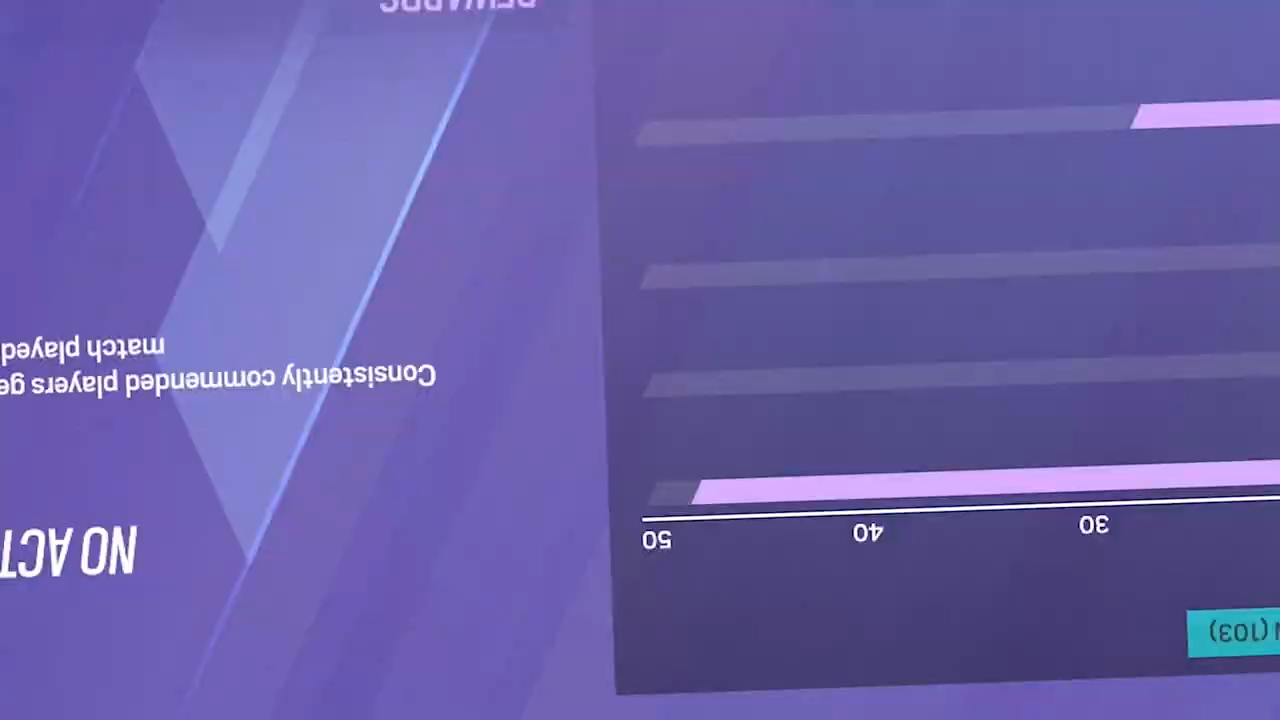 (103)
30 40 50
NO ACT
Consistently commended players ge
match played
REWARDS